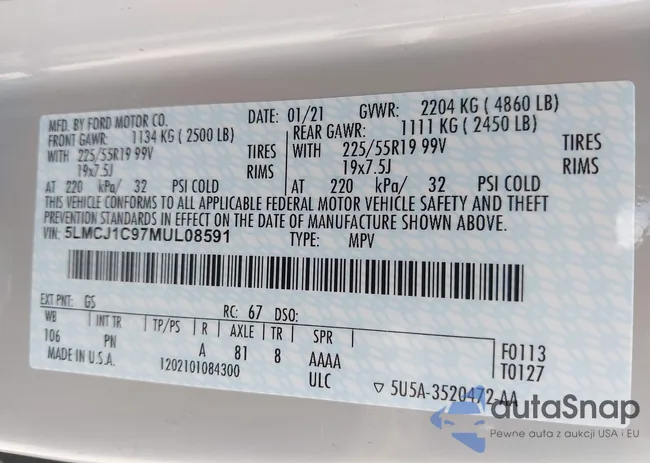 MFD. BY FORD MOTOR CO. DATE: 01/21 GVWR: 2204 KG ( 4860 LB)
FRONT GAWR: 1134 KG ( 2500 LB) REAR GAWR: 1111 KG ( 2450 LB)
WITH 225/55R19 99V TIRES WITH 225/55R19 99V TIRES
19x7.5J RIMS 19x7.5J RIMS
AT 220 kPa/ 32 PSI COLD AT 220 kPa/ 32 PSI COLD
THIS VEHICLE CONFORMS TO ALL APPLICABLE FEDERAL MOTOR VEHICLE SAFETY AND THEFT
PREVENTION STANDARDS IN EFFECT ON THE DATE OF MANUFACTURE SHOWN ABOVE.
VIN: 5LMCJ1C97MUL08591 TYPE: MPV
EXT PNT: GS RC: 67 DSO:
WB INT TR TP/PS R AXLE TR SPR
106 PN A 81 8 AAAA F0113
MADE IN U.S.A. 1202101084300 ULC T0127
▽ 5U5A-3520472-AA
autaSnap
Pewne auta z aukcji USA i EU